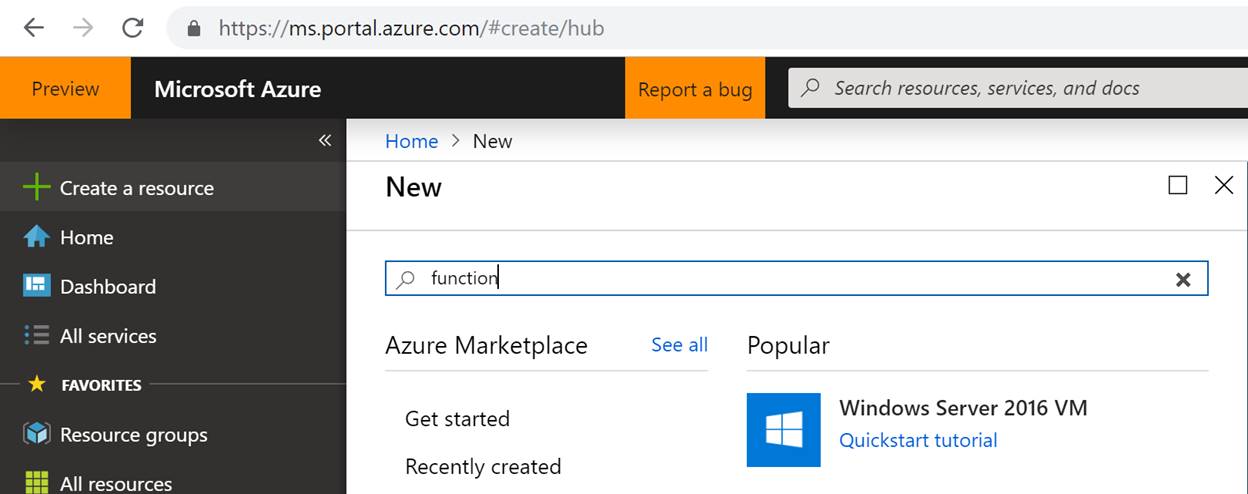 https://ms.portal.azure.com/#create/hub
Preview
Microsoft Azure
Report a bug
Search resources, services, and docs
«
Home > New
Create a resource
New
Home
function
Dashboard
All services
Azure Marketplace
See all
Popular
FAVORITES
Get started
Windows Server 2016 VM
Resource groups
Quickstart tutorial
Recently created
All resources